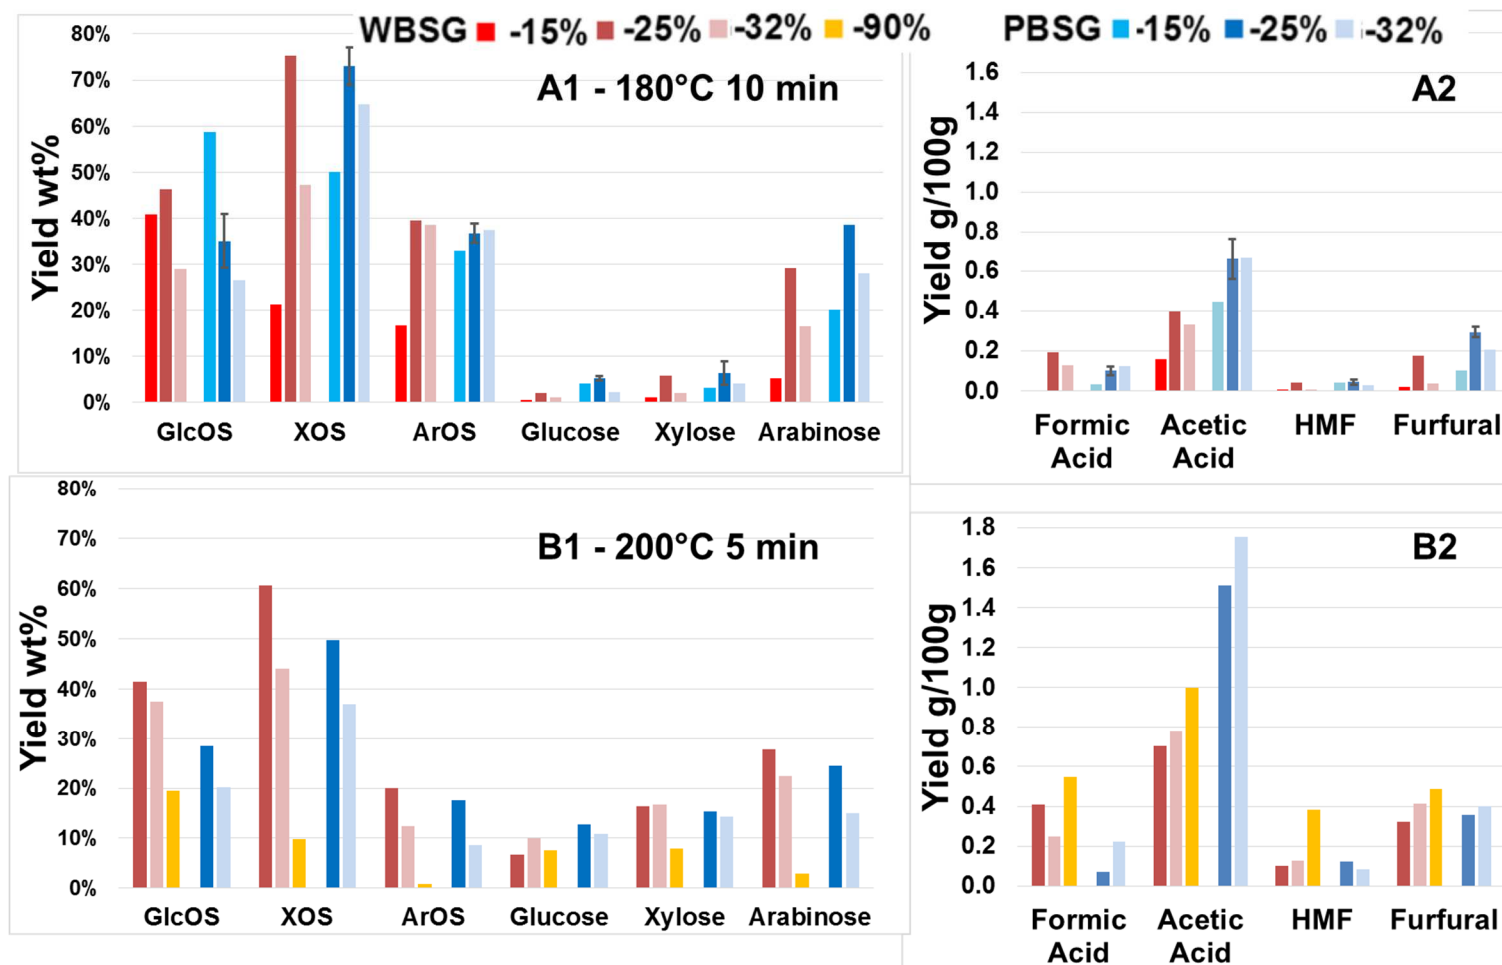 WBSG -15% -25% -32% -90% PBSG -15% -25% -32%
A1 - 180°C 10 min
Yield wt%
80%
70%
60%
50%
40%
30%
20%
10%
0%
GlcOS XOS ArOS Glucose Xylose Arabinose
A2
Yield g/100g
1.6
1.4
1.2
1.0
0.8
0.6
0.4
0.2
0.0
Formic Acid Acetic Acid HMF Furfural
B1 - 200°C 5 min
Yield wt%
80%
70%
60%
50%
40%
30%
20%
10%
0%
GlcOS XOS ArOS Glucose Xylose Arabinose
B2
Yield g/100g
1.8
1.6
1.4
1.2
1.0
0.8
0.6
0.4
0.2
0.0
Formic Acid Acetic Acid HMF Furfural